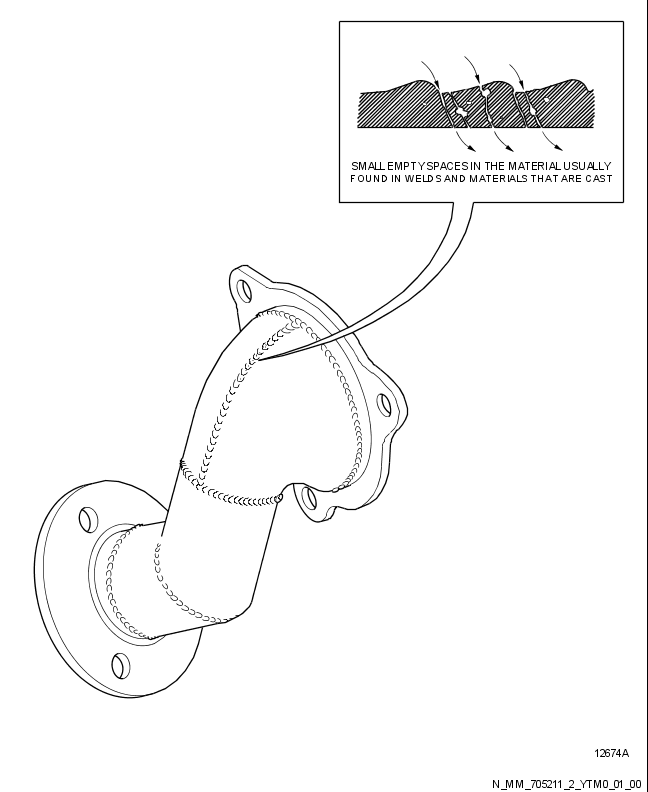 SMALL EMPTY SPACES IN THE MATERIAL USUALLY
FOUND IN WELDS AND MATERIALS THAT ARE CAST
12674A
N_MM_705211_2_YTM0_01_00